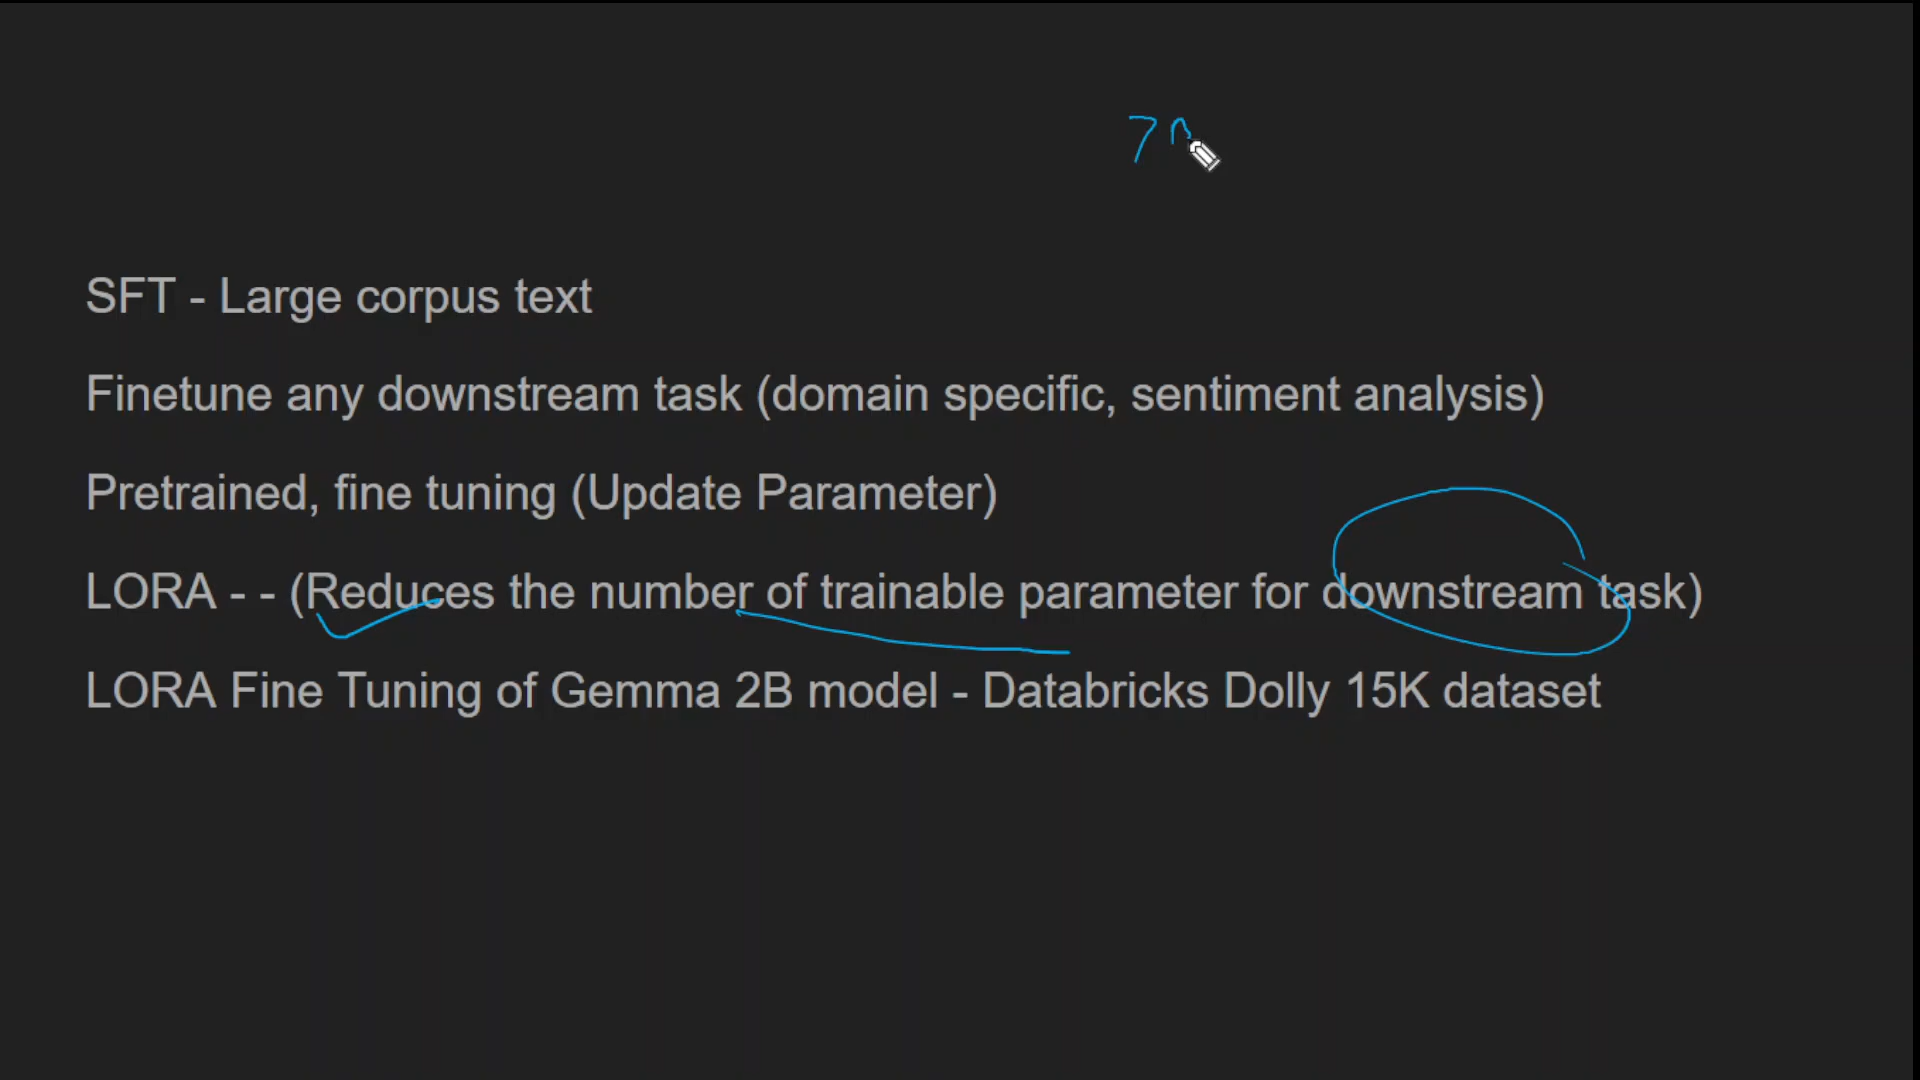 7
SFT - Large corpus text
Finetune any downstream task (domain specific, sentiment analysis)
Pretrained, fine tuning (Update Parameter)
LORA - - (Reduces the number of trainable parameter for downstream task)
LORA Fine Tuning of Gemma 2B model - Databricks Dolly 15K dataset